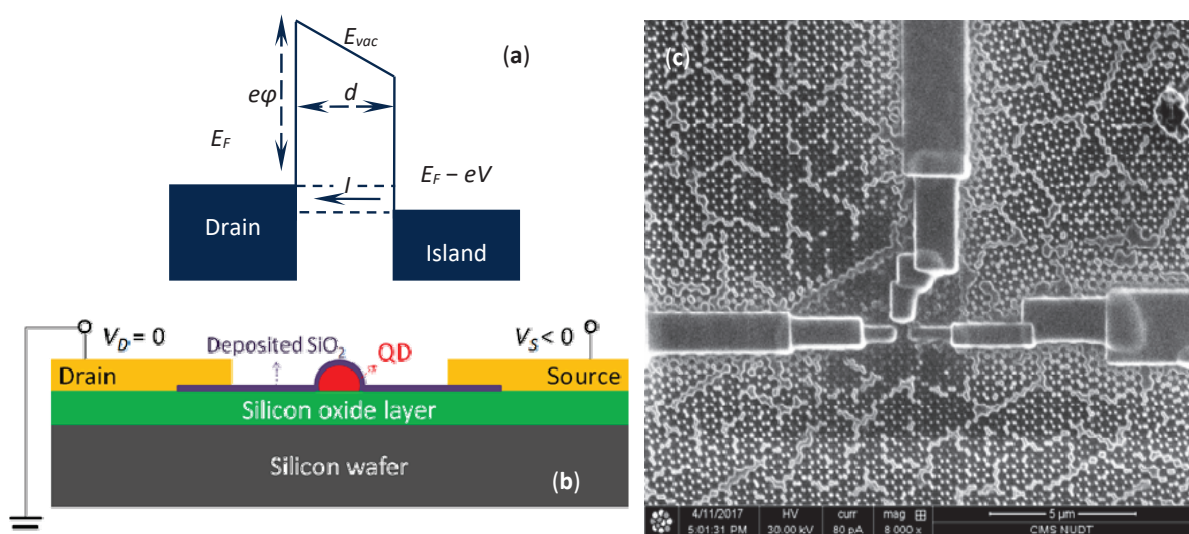 (a)
E_vac
eφ
d
E_F
I
E_F − eV
Drain
Island
V_D = 0
V_S < 0
Deposited SiO₂
QD
Drain
Source
Silicon oxide layer
Silicon wafer
(b)
(c)
4/11/2017 HV curr mag ⊞ 5 µm
5:01:31 PM 30.00 kV 80 pA 8 000 x CMS NUDT